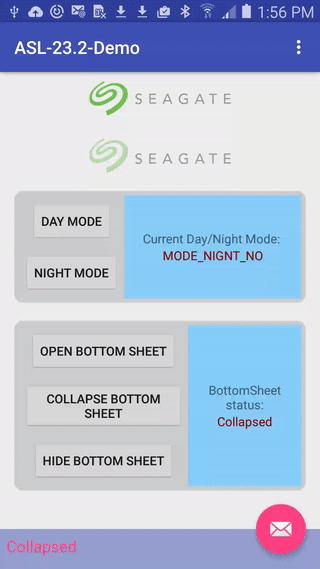 1:56 PM
ASL-23.2-Demo
SEAGATE
SEAGATE
DAY MODE
NIGHT MODE
Current Day/Night Mode:
MODE_NIGNT_NO
OPEN BOTTOM SHEET
COLLAPSE BOTTOM
SHEET
HIDE BOTTOM SHEET
BottomSheet
status:
Collapsed
Collapsed